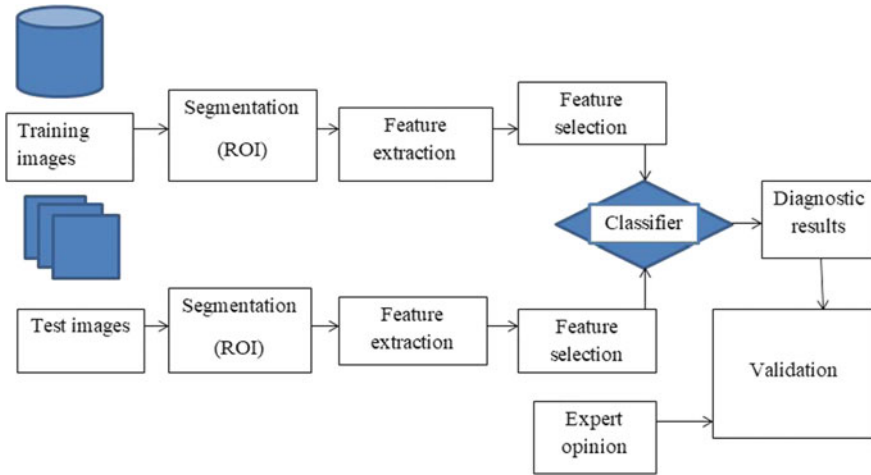 Training
images
Segmentation
(ROI)
Feature
extraction
Feature
selection
Classifier
Diagnostic
results
Test images
Segmentation
(ROI)
Feature
extraction
Feature
selection
Validation
Expert
opinion